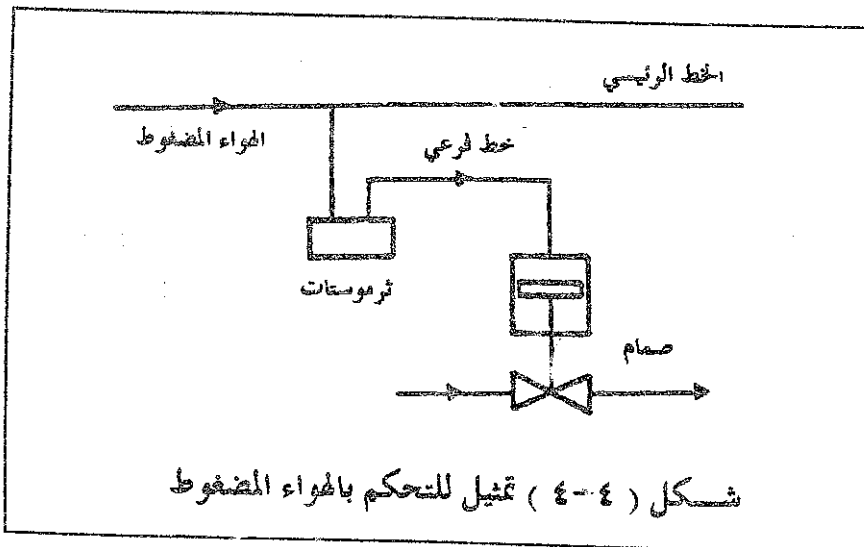 الخط الرئيسي
الهواء المضغوط
خط فرعي
ثرموستات
صمام
شكل ( ٤-٤ ) تمثيل للتحكم بالهواء المضغوط